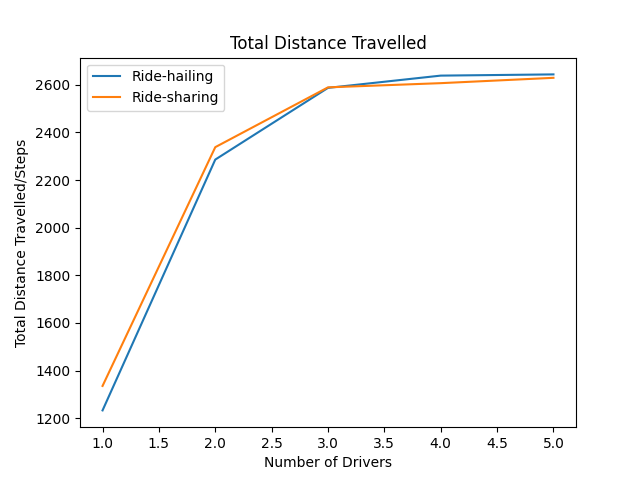 Total Distance Travelled
Ride-hailing
Ride-sharing
Total Distance Travelled/Steps
2600
2400
2200
2000
1800
1600
1400
1200
1.0 1.5 2.0 2.5 3.0 3.5 4.0 4.5 5.0
Number of Drivers